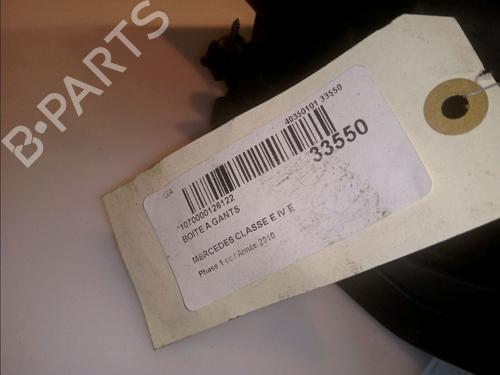 B-PARTS
GA
40350101 33550
33550
*1070000126122
BOITE A GANTS
MERCEDES CLASSE E IV E
Phase 1 cc / Année 2010